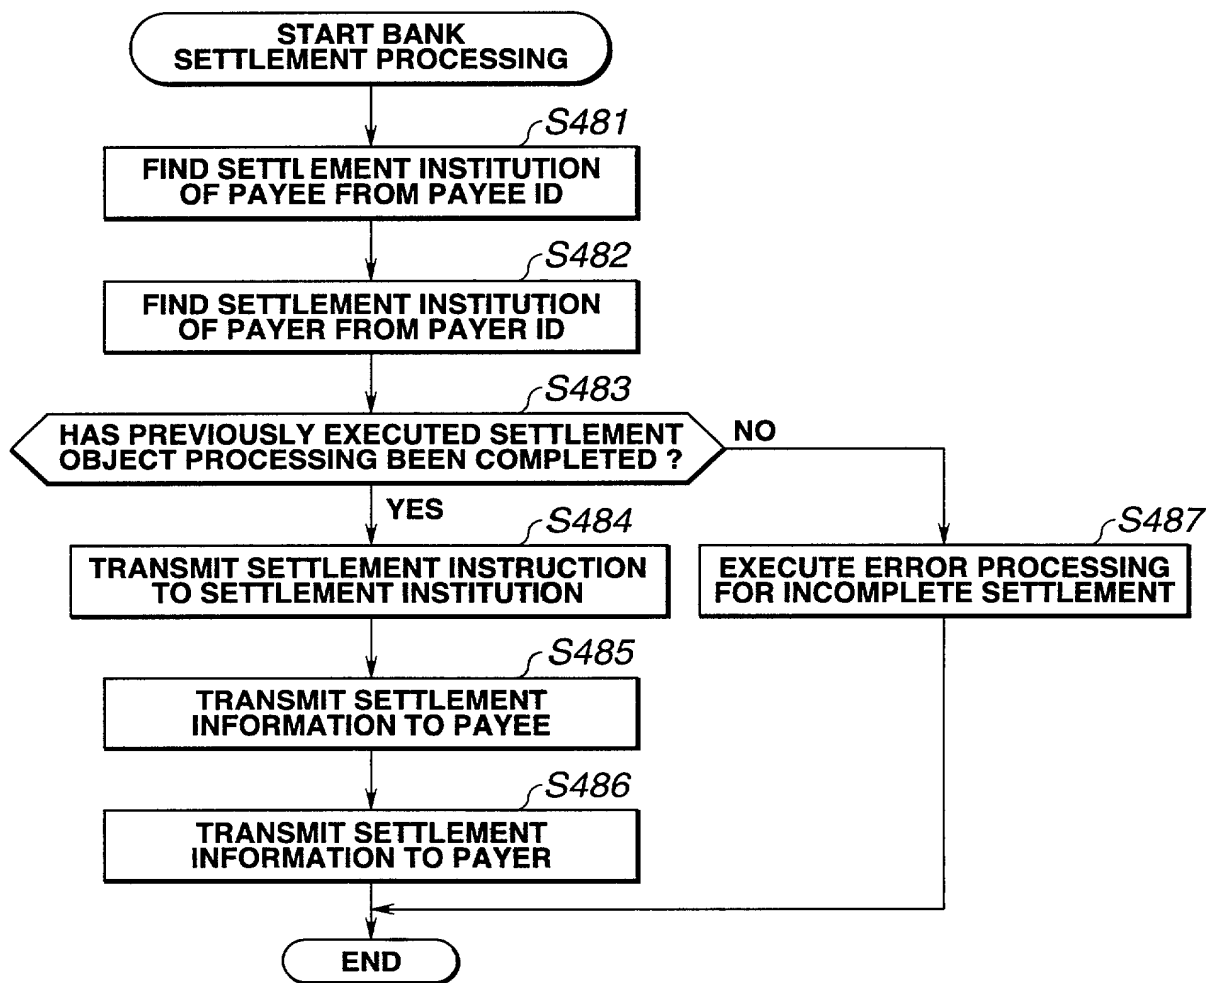 START BANK
SETTLEMENT PROCESSING
S481
FIND SETTLEMENT INSTITUTION
OF PAYEE FROM PAYEE ID
S482
FIND SETTLEMENT INSTITUTION
OF PAYER FROM PAYER ID
S483
HAS PREVIOUSLY EXECUTED SETTLEMENT
OBJECT PROCESSING BEEN COMPLETED ?
NO
YES
S484
TRANSMIT SETTLEMENT INSTRUCTION
TO SETTLEMENT INSTITUTION
S487
EXECUTE ERROR PROCESSING
FOR INCOMPLETE SETTLEMENT
S485
TRANSMIT SETTLEMENT
INFORMATION TO PAYEE
S486
TRANSMIT SETTLEMENT
INFORMATION TO PAYER
END